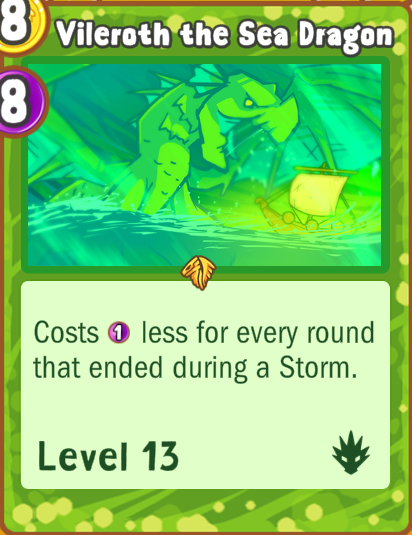 8
Vileroth the Sea Dragon
8
Costs 1 less for every round
that ended during a Storm.
Level 13